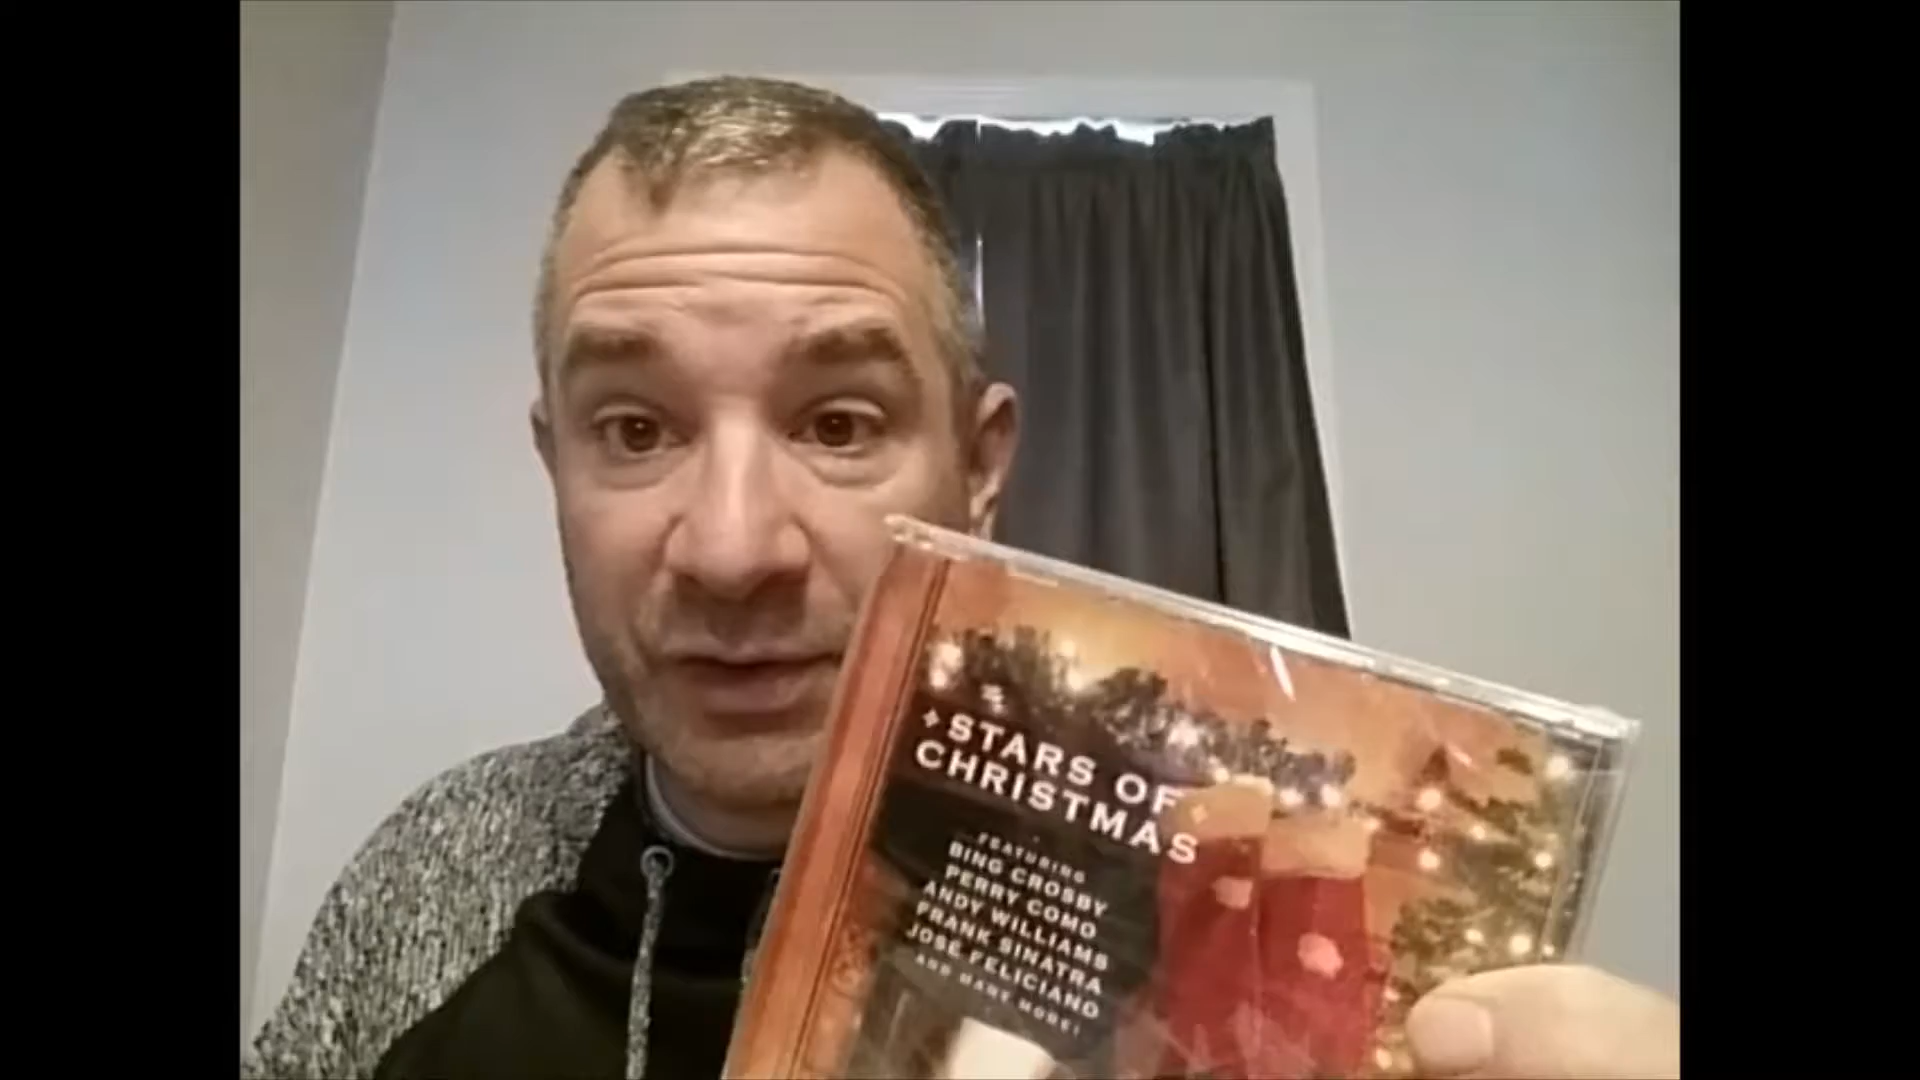 STARS OF
CHRISTMAS
FEATURING
BING CROSBY
PERRY COMO
ANDY WILLIAMS
FRANK SINATRA
JOSÉ FELICIANO
AND MANY MORE!